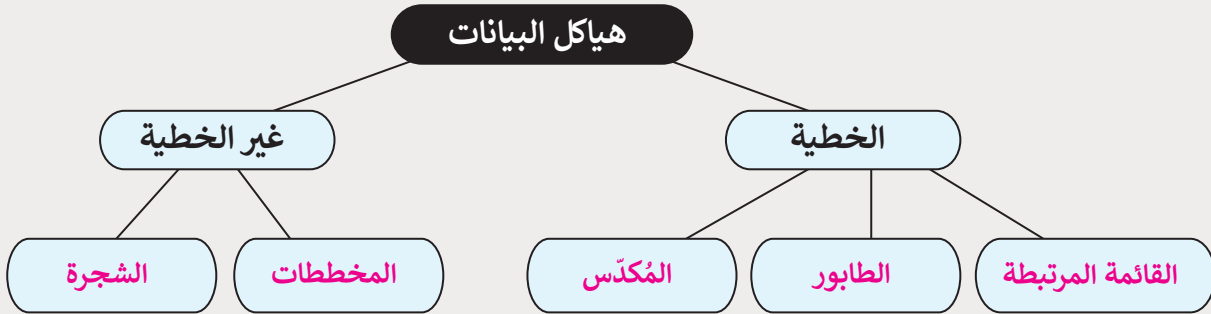 هياكل البيانات
الخطية
غير الخطية
القائمة المرتبطة
الطابور
المُكدّس
المخططات
الشجرة